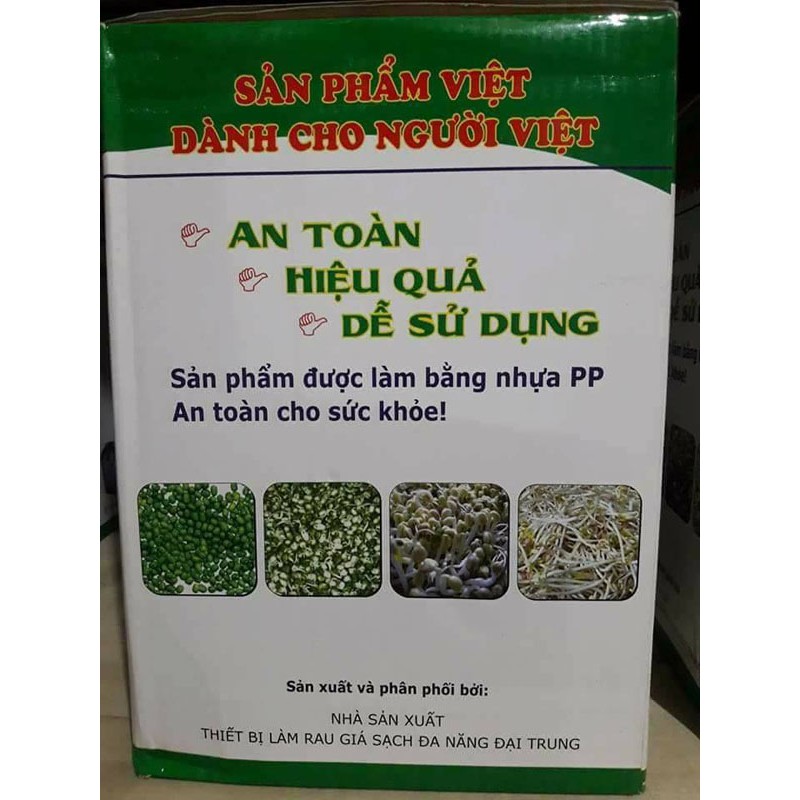 SẢN PHẨM VIỆT
DÀNH CHO NGƯỜI VIỆT
AN TOÀN
HIỆU QUẢ
DỄ SỬ DỤNG
Sản phẩm được làm bằng nhựa PP
An toàn cho sức khỏe!
Sản xuất và phân phối bởi:
NHÀ SẢN XUẤT
THIẾT BỊ LÀM RAU GIÁ SẠCH ĐA NĂNG ĐẠI TRUNG